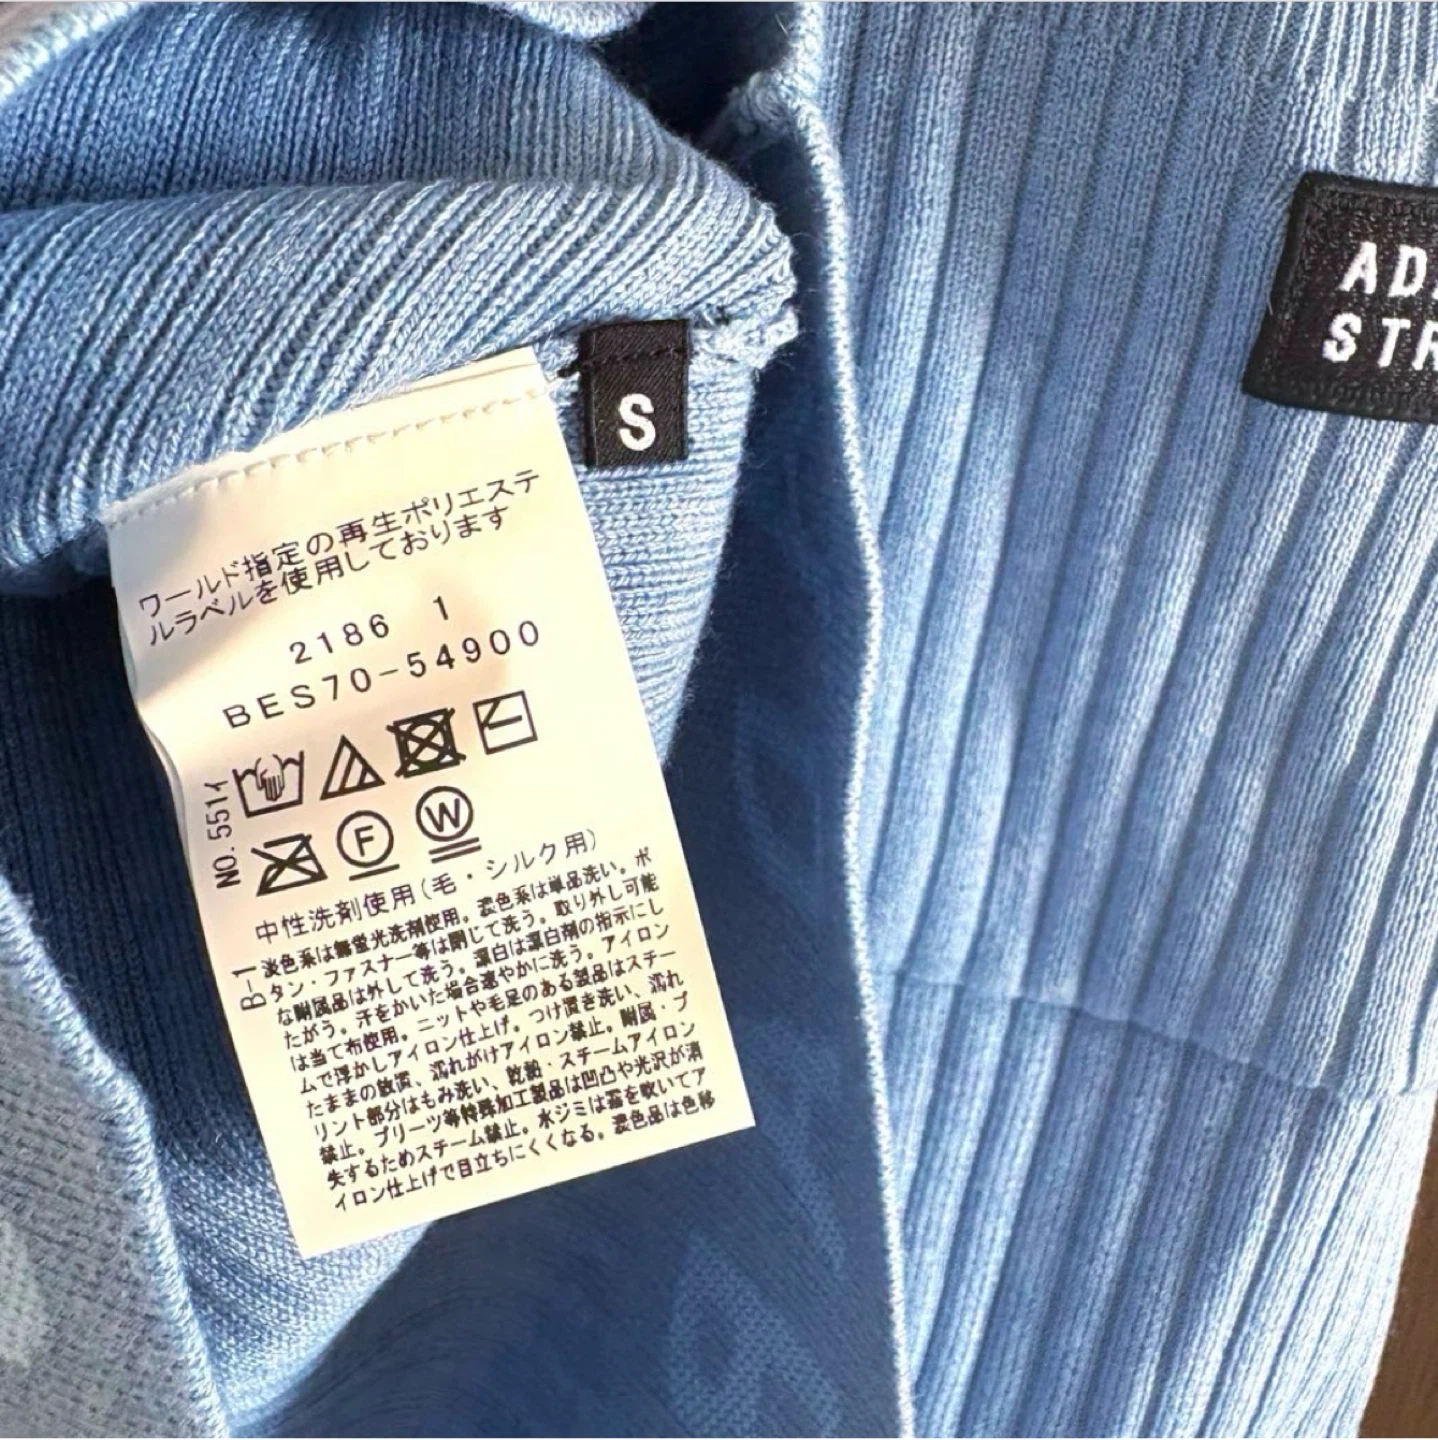 AD
STR
S
ワールド指定の再生ポリエステ
ルラベルを使用しております
2186 1
BES70-54900
NO. 551イ
F
W
中性洗剤使用(毛・シルク用)
B-1
淡色系は無蛍光洗剤使用。濃色系は単品洗い。ボ
タン・ファスナー等は閉じて洗う。取り外し可能
な附属品は外して洗う。漂白は漂白剤の指示にし
たがう。汗をかいた場合速やかに洗う。アイロン
は当て布使用。ニットや毛足のある製品はスチー
ムで浮かしアイロン仕上げ。つけ置き洗い、濡れ
たままの放置、濡れがけアイロン禁止。附属・プ
リント部分はもみ洗い、乾燥・スチームアイロン
禁止。プリーツ等特殊加工製品は凹凸や光沢が消
失するためスチーム禁止。水ジミは霧を吹いてア
イロン仕上げで目立ちにくくなる。濃色品は色移